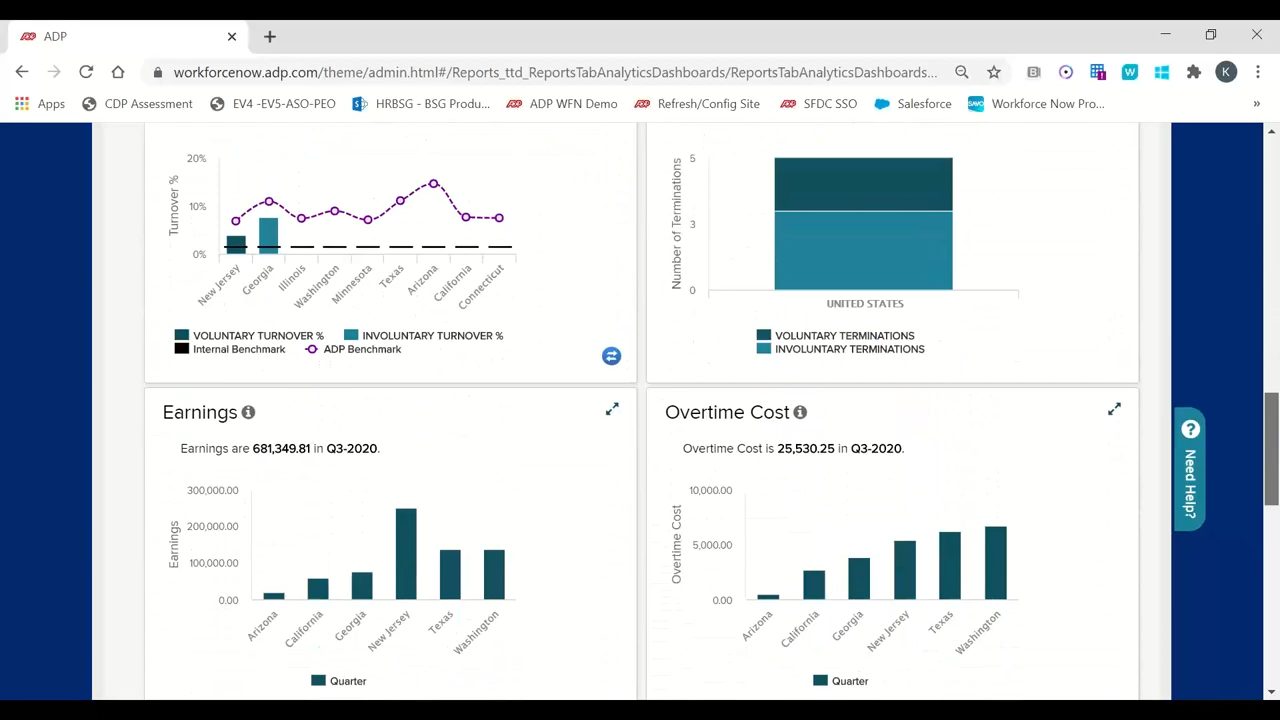 ADP
workforcenow.adp.com/theme/admin.html#/Reports_ttd_ReportsTabAnalyticsDashboards/ReportsTabAnalyticsDashboards...
K
Apps
CDP Assessment
EV4 -EV5-ASO-PEO
HRBSG - BSG Produ...
ADP WFN Demo
Refresh/Config Site
SFDC SSO
Salesforce
Workforce Now Pro...
»
Turnover %
20%
10%
0%
New Jersey
Georgia
Illinois
Washington
Minnesota
Texas
Arizona
California
Connecticut
VOLUNTARY TURNOVER %
INVOLUNTARY TURNOVER %
Internal Benchmark
ADP Benchmark
Number of Terminations
5
3
0
UNITED STATES
VOLUNTARY TERMINATIONS
INVOLUNTARY TERMINATIONS
Earnings
Earnings are 681,349.81 in Q3-2020.
Earnings
300,000.00
200,000.00
100,000.00
0.00
Arizona
California
Georgia
New Jersey
Texas
Washington
Quarter
Overtime Cost
Overtime Cost is 25,530.25 in Q3-2020.
Overtime Cost
10,000.00
5,000.00
0.00
Arizona
California
Georgia
New Jersey
Texas
Washington
Quarter
Need Help?